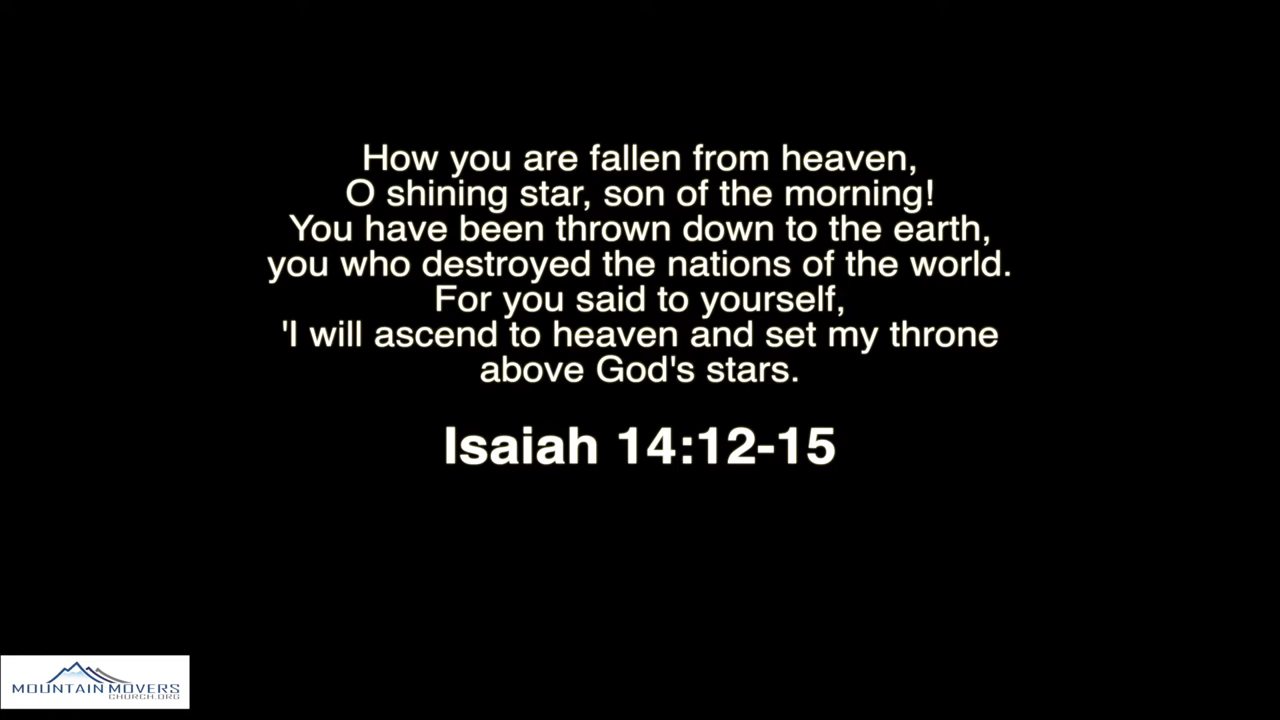 How you are fallen from heaven,
O shining star, son of the morning!
You have been thrown down to the earth,
you who destroyed the nations of the world.
For you said to yourself,
'I will ascend to heaven and set my throne
above God's stars.
Isaiah 14:12-15
MOUNTAIN MOVERS
CHURCH.ORG